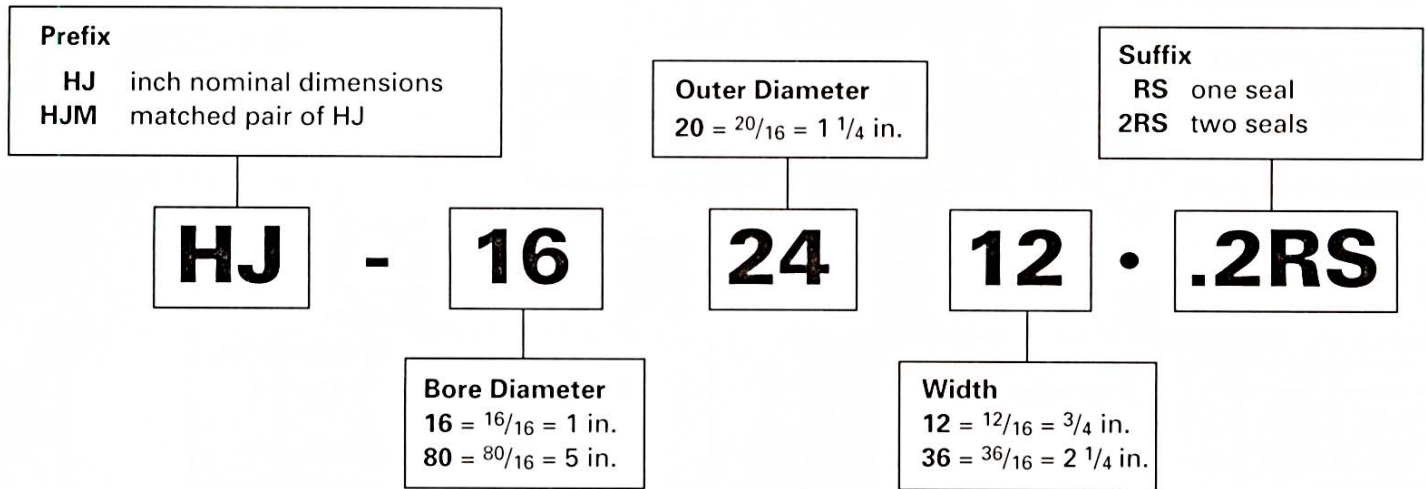 Prefix
HJ inch nominal dimensions
HJM matched pair of HJ
Outer Diameter
20 = 20/16 = 1 1/4 in.
Suffix
RS one seal
2RS two seals
HJ - 16 24 12 • .2RS
Bore Diameter
16 = 16/16 = 1 in.
80 = 80/16 = 5 in.
Width
12 = 12/16 = 3/4 in.
36 = 36/16 = 2 1/4 in.